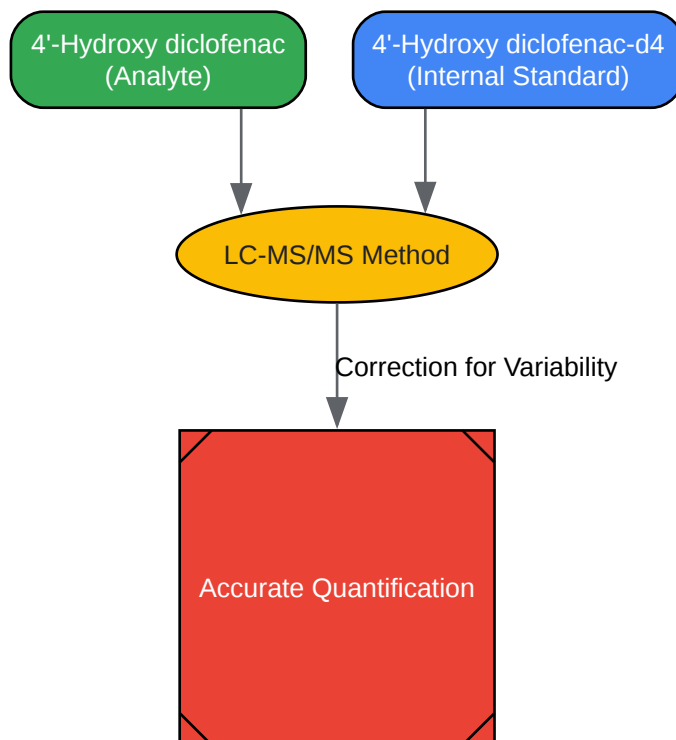 4'-Hydroxy diclofenac
(Analyte)
4'-Hydroxy diclofenac-d4
(Internal Standard)
LC-MS/MS Method
Correction for Variability
Accurate Quantification